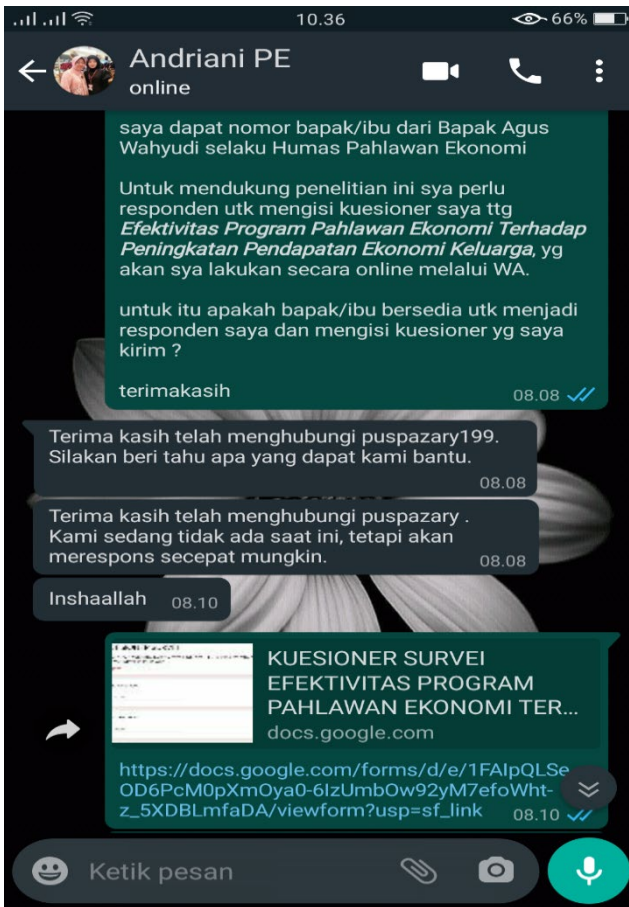 10.36
66%
Andriani PE
online
saya dapat nomor bapak/ibu dari Bapak Agus
Wahyudi selaku Humas Pahlawan Ekonomi
Untuk mendukung penelitian ini sya perlu
responden utk mengisi kuesioner saya ttg
Efektivitas Program Pahlawan Ekonomi Terhadap
Peningkatan Pendapatan Ekonomi Keluarga, yg
akan sya lakukan secara online melalui WA.
untuk itu apakah bapak/ibu bersedia utk menjadi
responden saya dan mengisi kuesioner yg saya
kirim ?
terimakasih
08.08
Terima kasih telah menghubungi puspazary199.
Silakan beri tahu apa yang dapat kami bantu.
08.08
Terima kasih telah menghubungi puspazary .
Kami sedang tidak ada saat ini, tetapi akan
merespons secepat mungkin.
08.08
Inshaallah
08.10
KUESIONER SURVEI
EFEKTIVITAS PROGRAM
PAHLAWAN EKONOMI TER...
docs.google.com
https://docs.google.com/forms/d/e/1FAIpQLSe
OD6PcM0pXmOya0-6IzUmbOw92yM7efoWht-
z_5XDBLmfaDA/viewform?usp=sf_link
08.10
Ketik pesan